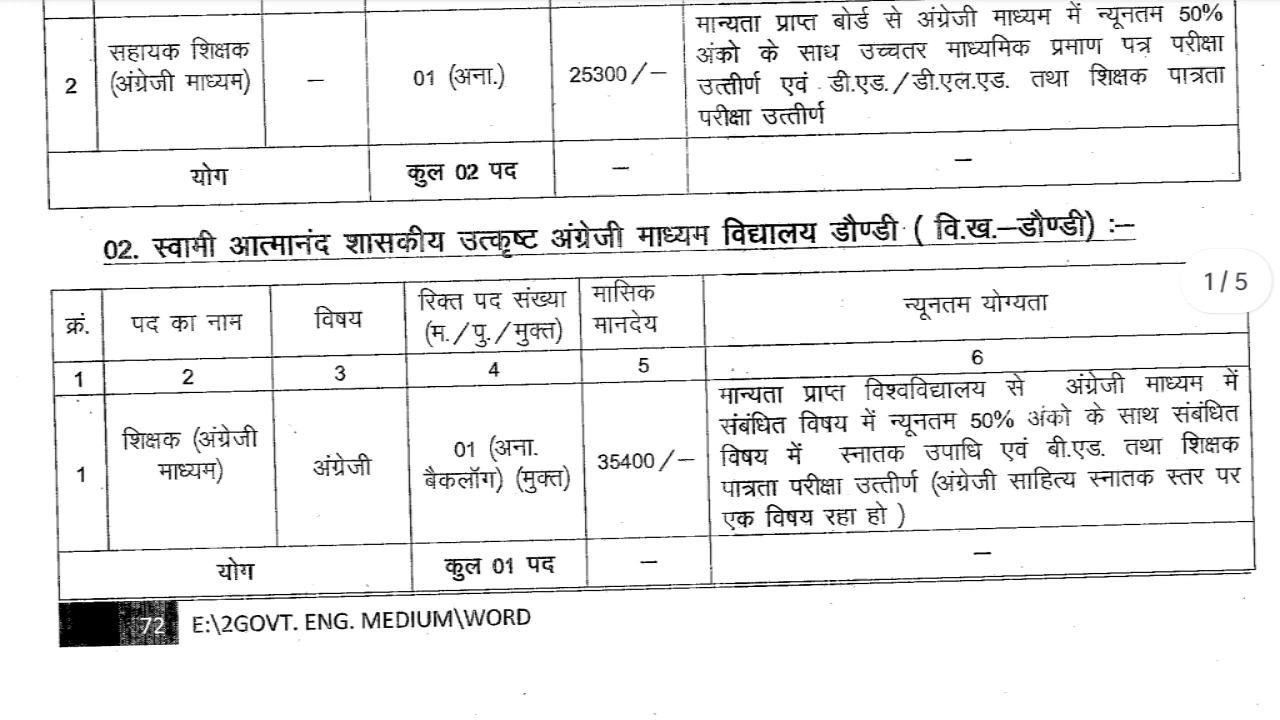 मान्यता प्राप्त बोर्ड से अंग्रेजी माध्यम में न्यूनतम 50%
2 सहायक शिक्षक (अंग्रेजी माध्यम) – 01 (अना.) 25300/– अंको के साथ उच्चतर माध्यमिक प्रमाण पत्र परीक्षा
उत्तीर्ण एवं डी.एड./डी.एल.एड. तथा शिक्षक पात्रता
परीक्षा उत्तीर्ण
योग कुल 02 पद – –
02. स्वामी आत्मानंद शासकीय उत्कृष्ट अंग्रेजी माध्यम विद्यालय डौण्डी ( वि.ख.–डौण्डी) :–
1/5
क्रं. पद का नाम विषय रिक्त पद संख्या (म./पु./मुक्त) मासिक मानदेय न्यूनतम योग्यता
1 2 3 4 5 6
मान्यता प्राप्त विश्वविद्यालय से अंग्रेजी माध्यम में
संबंधित विषय में न्यूनतम 50% अंको के साथ संबंधित
1 शिक्षक (अंग्रेजी माध्यम) अंग्रेजी 01 (अना. बैकलॉग) (मुक्त) 35400/– विषय में स्नातक उपाधि एवं बी.एड. तथा शिक्षक
पात्रता परीक्षा उत्तीर्ण (अंग्रेजी साहित्य स्नातक स्तर पर
एक विषय रहा हो )
योग कुल 01 पद – –
72 E:\2GOVT. ENG. MEDIUM\WORD